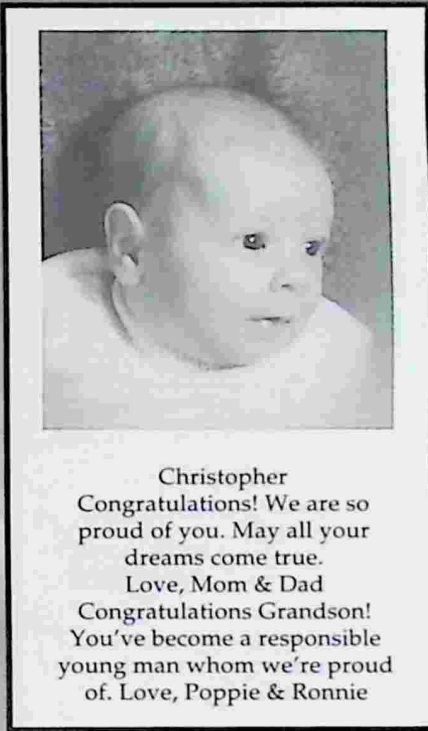 Christopher
Congratulations! We are so
proud of you. May all your
dreams come true.
Love, Mom & Dad
Congratulations Grandson!
You've become a responsible
young man whom we're proud
of. Love, Poppie & Ronnie